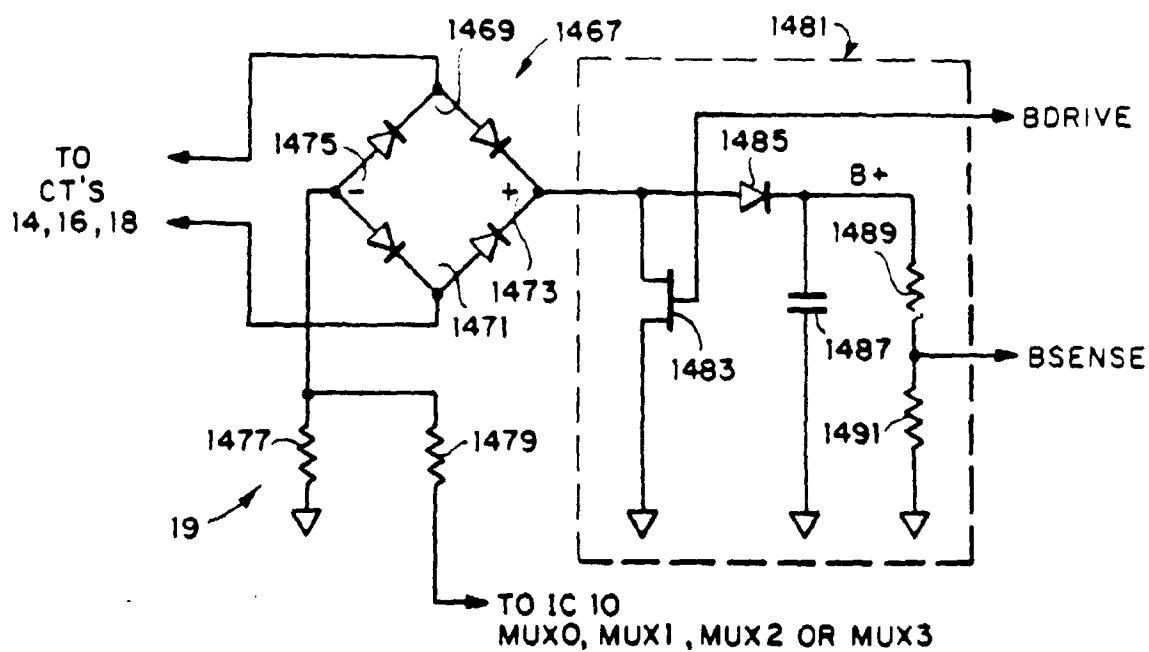 1469
1467
1481
BDRIVE
TO
CT'S
14, 16, 18
1475
-
+
1485
B+
1489
1473
1471
1483
1487
BSENSE
1477
1479
1491
19
TO IC 10
MUX0, MUX1, MUX2 OR MUX3